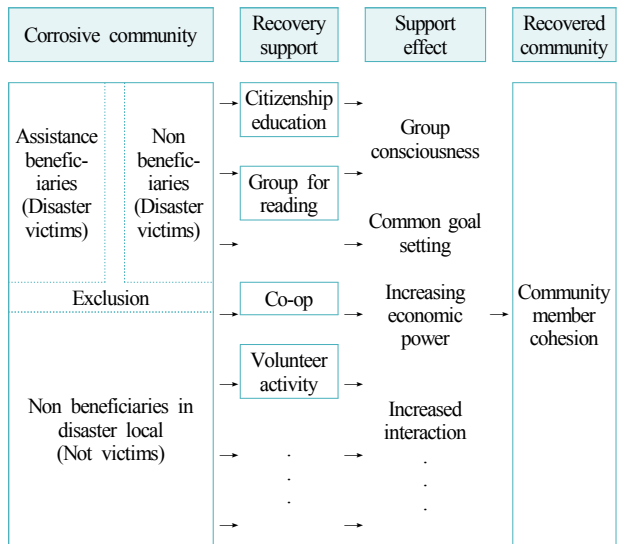 Corrosive community
Recovery
support
Support
effect
Recovered
community
Assistance
benefic-
iaries
(Disaster
victims)
Non
benefic-
iaries
(Disaster
victims)
Exclusion
Non beneficiaries in
disaster local
(Not victims)
Citizenship
education
Group for
reading
Co-op
Volunteer
activity
.
.
.
Group
consciousness
Common goal
setting
Increasing
economic
power
Increased
interaction
.
.
.
Community
member
cohesion